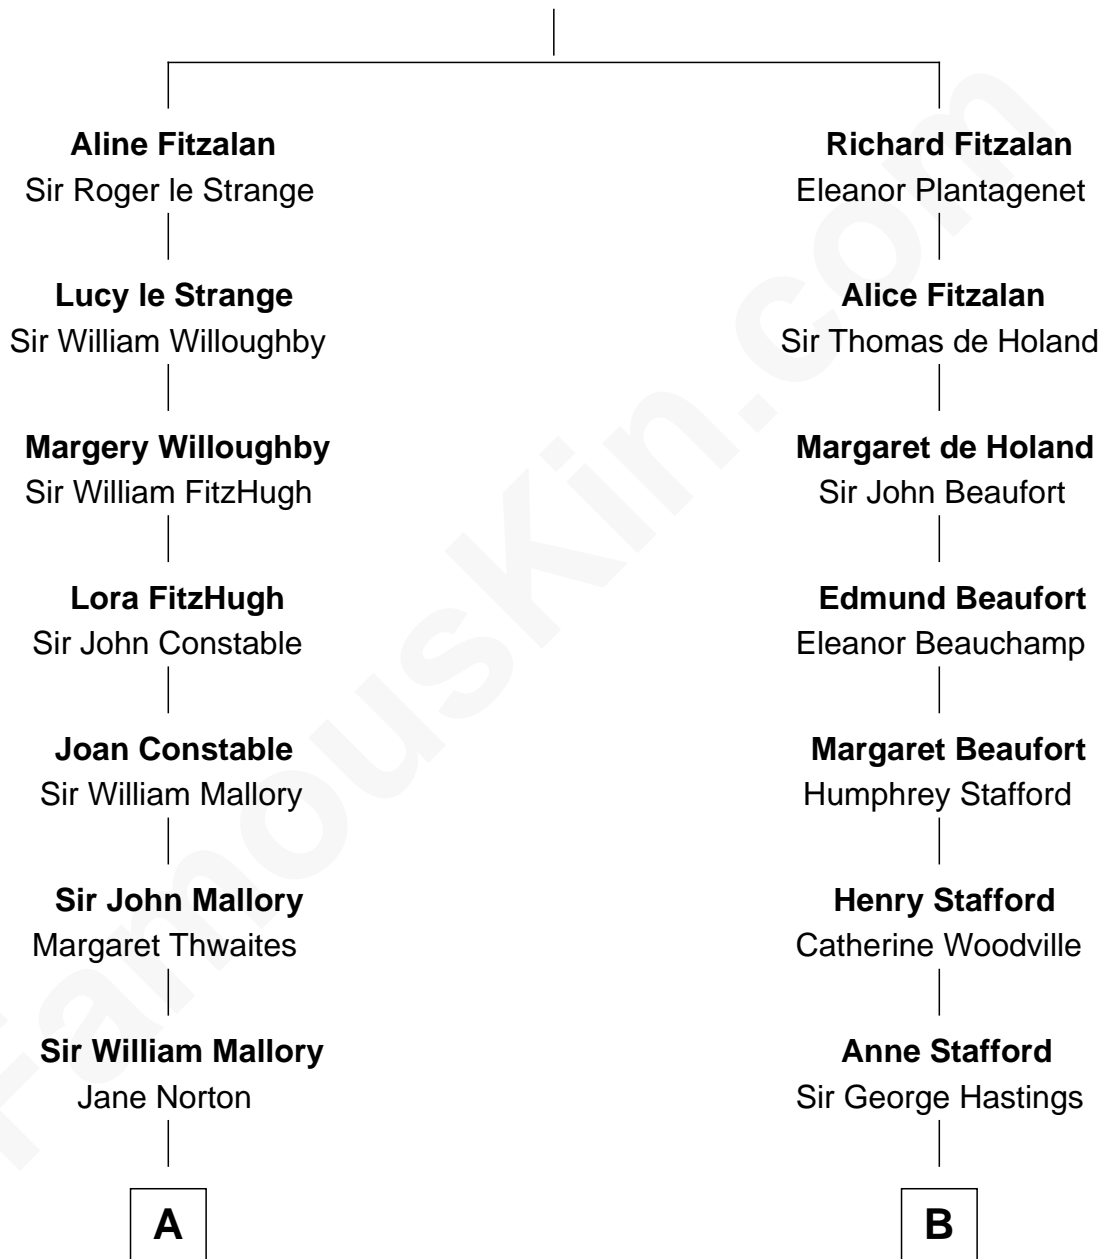 Aline Fitzalan
Sir Roger le Strange
Lucy le Strange
Sir William Willoughby
Margery Willoughby
Sir William FitzHugh
Lora FitzHugh
Sir John Constable
Joan Constable
Sir William Mallory
Sir John Mallory
Margaret Thwaites
Sir William Mallory
Jane Norton
A
Richard Fitzalan
Eleanor Plantagenet
Alice Fitzalan
Sir Thomas de Holand
Margaret de Holand
Sir John Beaufort
Edmund Beaufort
Eleanor Beauchamp
Margaret Beaufort
Humphrey Stafford
Henry Stafford
Catherine Woodville
Anne Stafford
Sir George Hastings
B
FamousKin.com